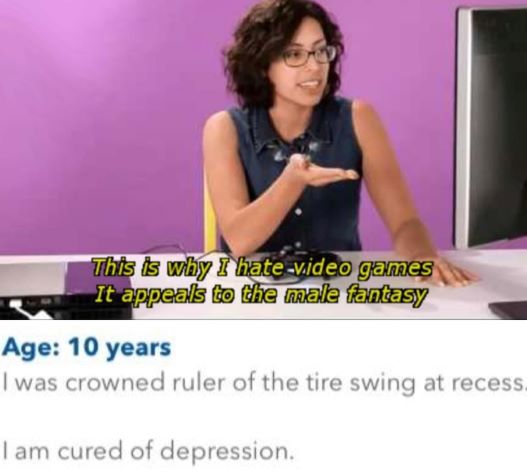 This is why I hate video games
It appeals to the male fantasy
Age: 10 years
I was crowned ruler of the tire swing at recess.
I am cured of depression.